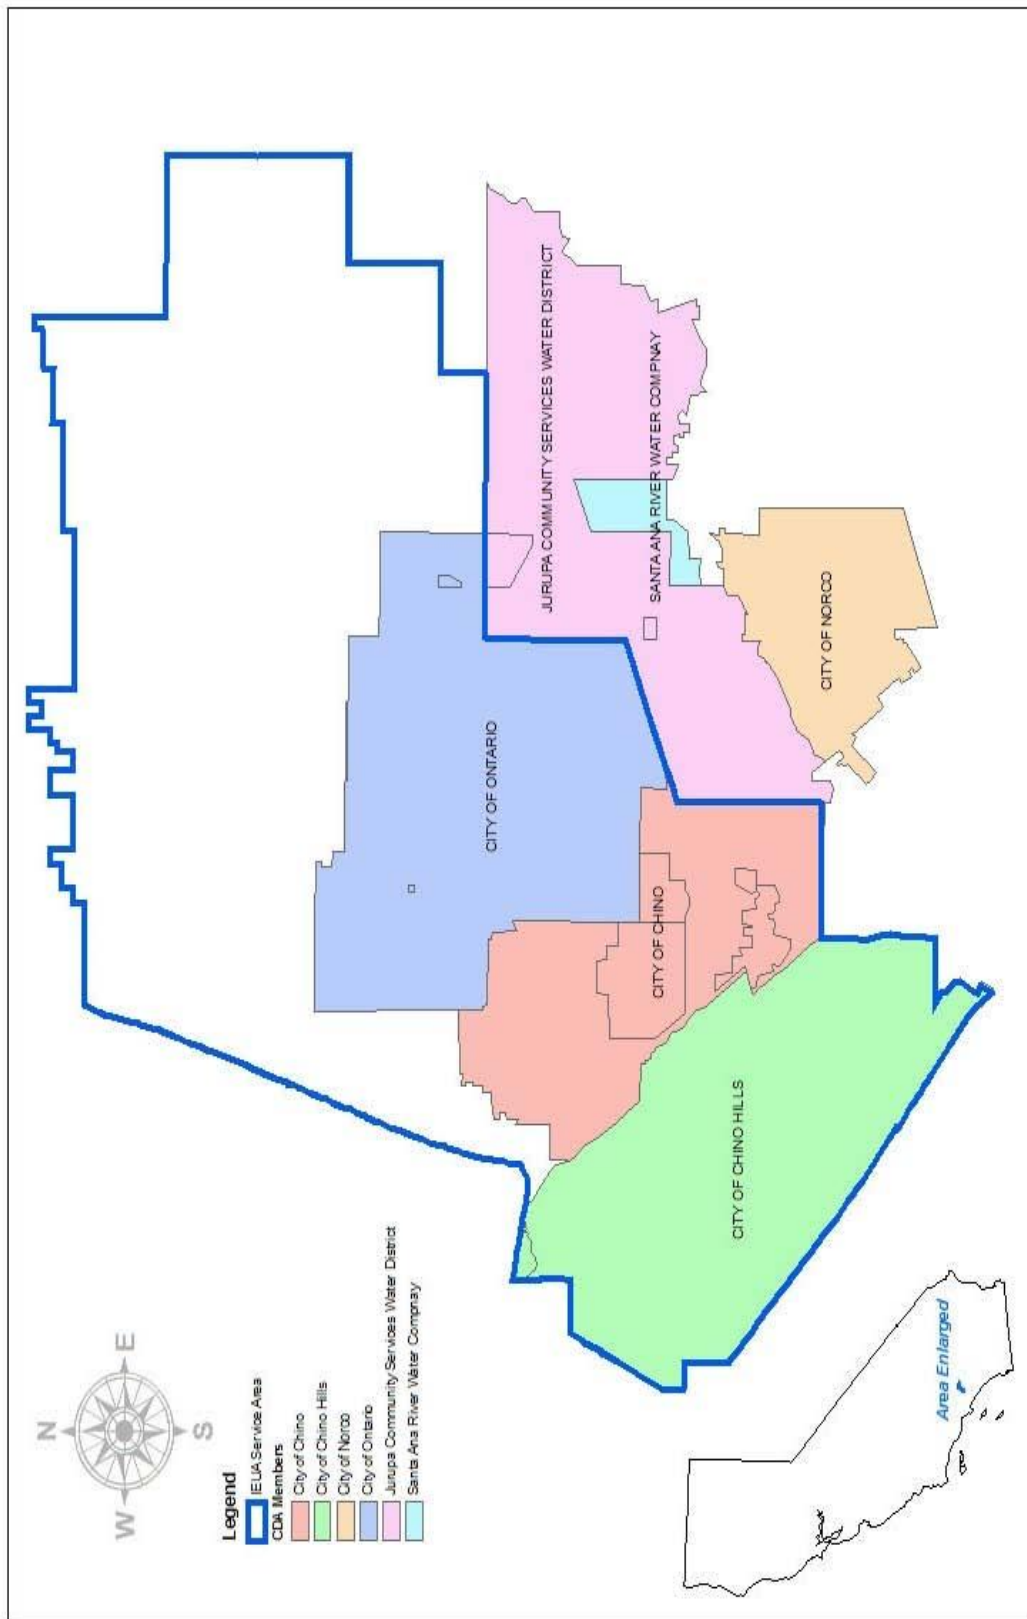 N
W
E
S
Legend
IEUA Service Area
CDA Members
City of Chino
City of Chino Hills
City of Norco
City of Ontario
Jurupa Community Services Water District
Santa Ana River Water Compnay
CITY OF ONTARIO
JURUPA COMMUNITY SERVICES WATER DISTRICT
CITY OF CHINO
SANTA ANA RIVER WATER COMPNAY
CITY OF CHINO HILLS
CITY OF NORCO
Area Enlarged